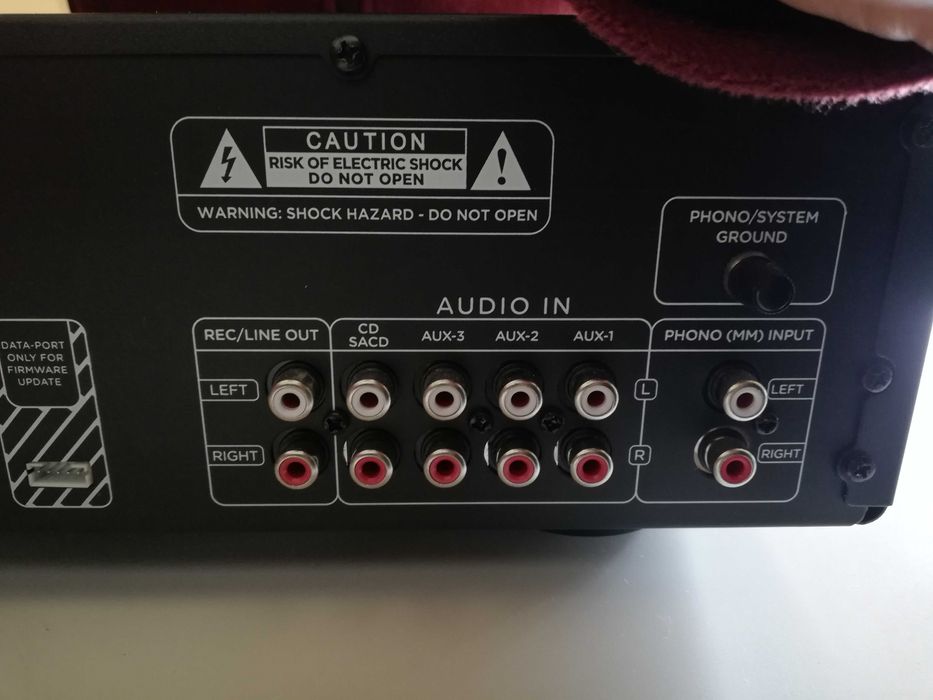 CAUTION
RISK OF ELECTRIC SHOCK
DO NOT OPEN
WARNING: SHOCK HAZARD - DO NOT OPEN
PHONO/SYSTEM
GROUND
AUDIO IN
DATA-PORT
ONLY FOR
FIRMWARE
UPDATE
REC/LINE OUT
CD
SACD
AUX-3
AUX-2
AUX-1
PHONO (MM) INPUT
LEFT
L
LEFT
RIGHT
R
RIGHT